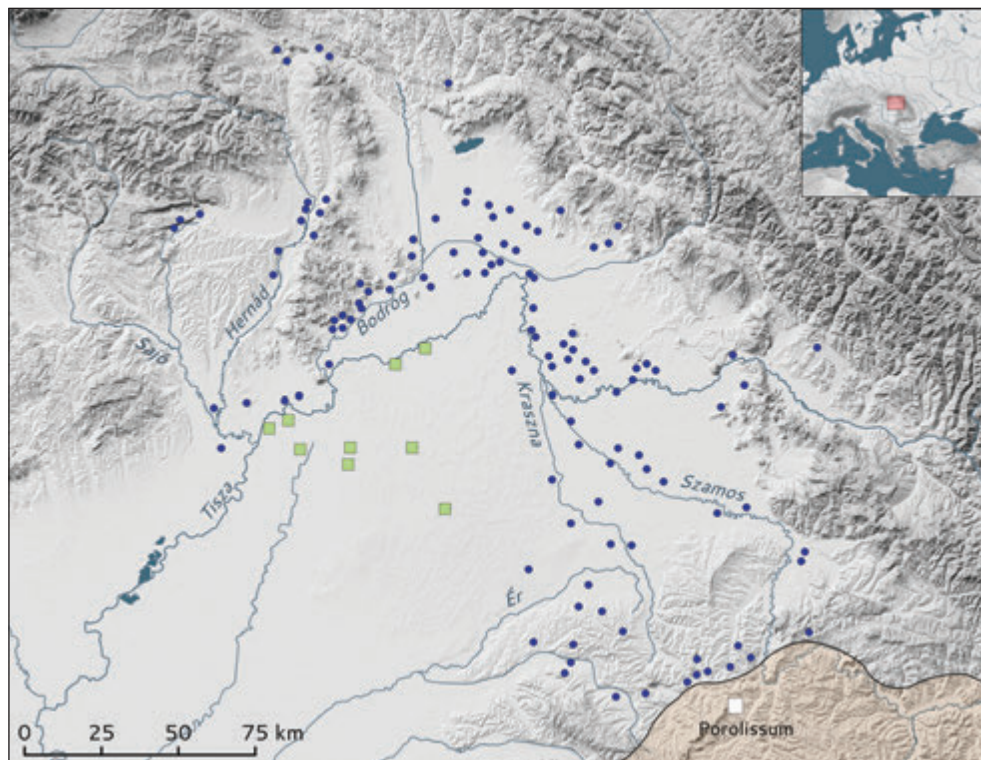 Hernád
Bodrog
Sajó
Kraszna
Tisza
Szamos
Ér
0 25 50 75 km
Porolissum